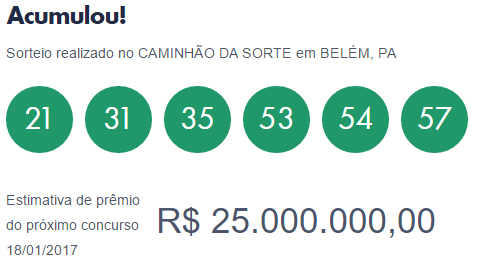 Acumulou!
Sorteio realizado no CAMINHÃO DA SORTE em BELÉM, PA
21 31 35 53 54 57
Estimativa de prêmio
do próximo concurso
18/01/2017
R$ 25.000.000,00